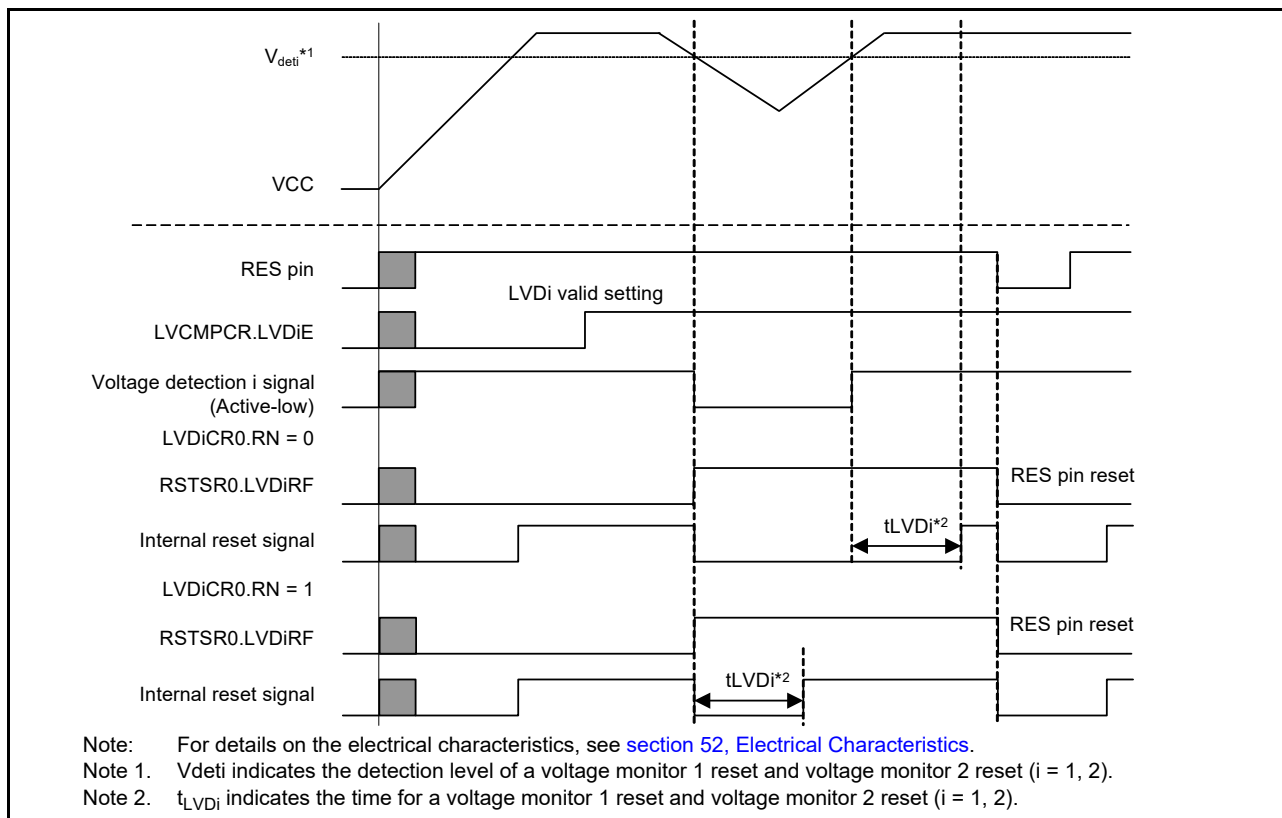 Vdeti*1
VCC
RES pin
LVDi valid setting
LVCMPCR.LVDiE
Voltage detection i signal
(Active-low)
LVDiCR0.RN = 0
RSTSR0.LVDiRF
RES pin reset
tLVDi*2
Internal reset signal
LVDiCR0.RN = 1
RSTSR0.LVDiRF
RES pin reset
tLVDi*2
Internal reset signal
Note: For details on the electrical characteristics, see section 52, Electrical Characteristics.
Note 1. Vdeti indicates the detection level of a voltage monitor 1 reset and voltage monitor 2 reset (i = 1, 2).
Note 2. tLVDi indicates the time for a voltage monitor 1 reset and voltage monitor 2 reset (i = 1, 2).